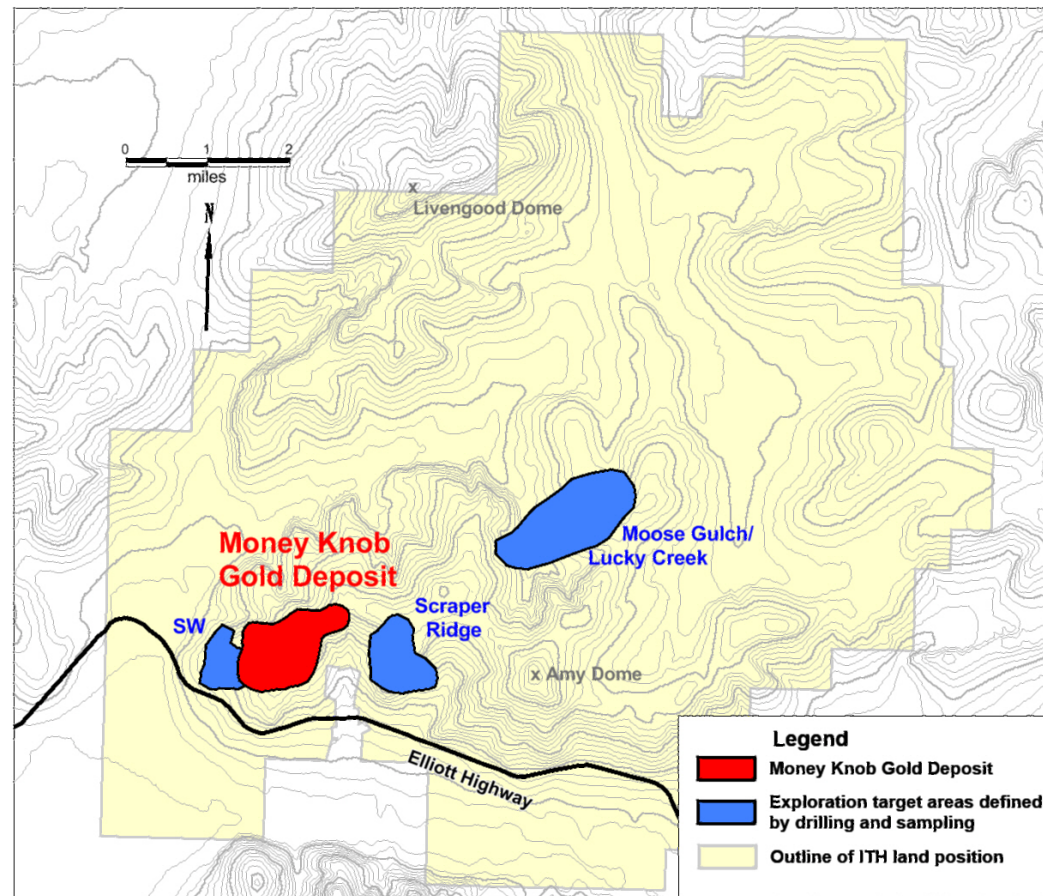 0 1 2
miles
N
Livengood Dome
Money Knob
Gold Deposit
Moose Gulch/
Lucky Creek
SW
Scraper
Ridge
x Amy Dome
Elliott Highway
Legend
Money Knob Gold Deposit
Exploration target areas defined
by drilling and sampling
Outline of ITH land position